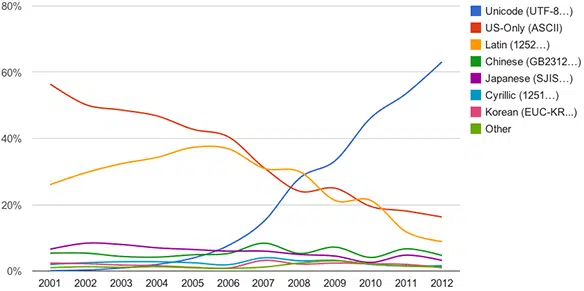 80%
Unicode (UTF-8…)
US-Only (ASCII)
Latin (1252…)
Chinese (GB2312…)
Japanese (SJIS…)
Cyrillic (1251…)
Korean (EUC-KR...)
Other
60%
40%
20%
0%
2001 2002 2003 2004 2005 2006 2007 2008 2009 2010 2011 2012